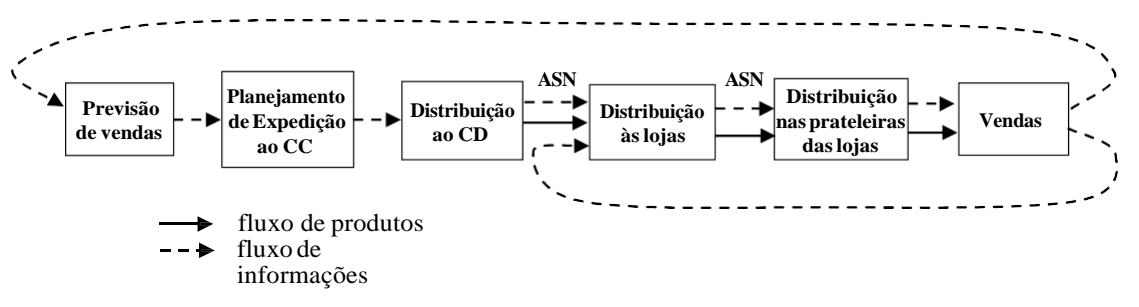 Previsão
de vendas
Planejamento
de Expedição
ao CC
Distribuição
ao CD
ASN
Distribuição
às lojas
ASN
Distribuição
nas prateleiras
das lojas
Vendas
fluxo de produtos
fluxo de
informações